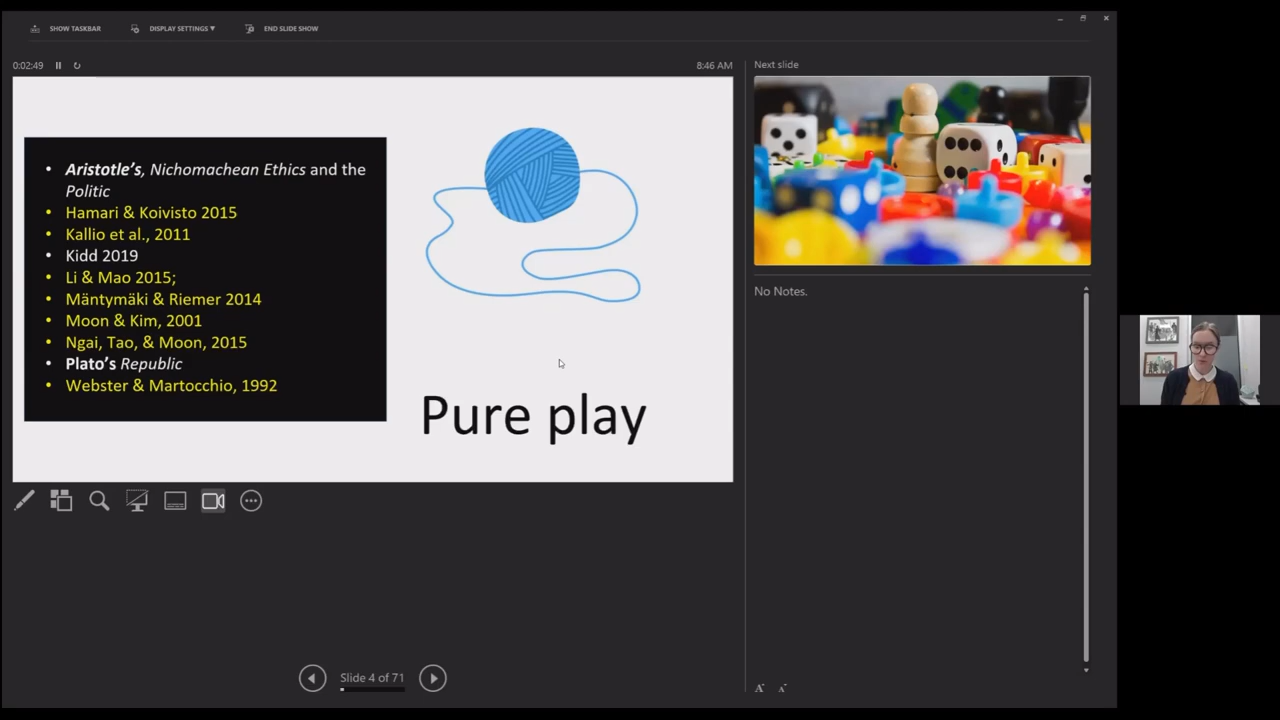 SHOW TASKBAR
DISPLAY SETTINGS ▼
END SLIDE SHOW
0:02:49
8:46 AM
• Aristotle's, Nichomachean Ethics and the
Politic
• Hamari & Koivisto 2015
• Kallio et al., 2011
• Kidd 2019
• Li & Mao 2015;
• Mäntymäki & Riemer 2014
• Moon & Kim, 2001
• Ngai, Tao, & Moon, 2015
• Plato's Republic
• Webster & Martocchio, 1992
Pure play
Slide 4 of 71
Next slide
No Notes.
A A